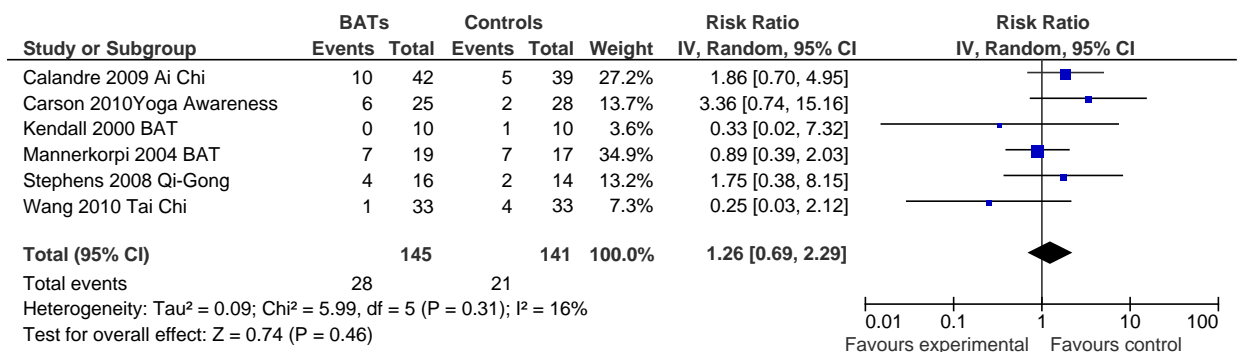 BATs Controls Risk Ratio Risk Ratio
Study or Subgroup Events Total Events Total Weight IV, Random, 95% CI IV, Random, 95% CI
Calandre 2009 Ai Chi 10 42 5 39 27.2% 1.86 [0.70, 4.95]
Carson 2010Yoga Awareness 6 25 2 28 13.7% 3.36 [0.74, 15.16]
Kendall 2000 BAT 0 10 1 10 3.6% 0.33 [0.02, 7.32]
Mannerkorpi 2004 BAT 7 19 7 17 34.9% 0.89 [0.39, 2.03]
Stephens 2008 Qi-Gong 4 16 2 14 13.2% 1.75 [0.38, 8.15]
Wang 2010 Tai Chi 1 33 4 33 7.3% 0.25 [0.03, 2.12]
Total (95% CI) 145 141 100.0% 1.26 [0.69, 2.29]
Total events 28 21
Heterogeneity: Tau² = 0.09; Chi² = 5.99, df = 5 (P = 0.31); I² = 16%
Test for overall effect: Z = 0.74 (P = 0.46)
0.01 0.1 1 10 100
Favours experimental Favours control